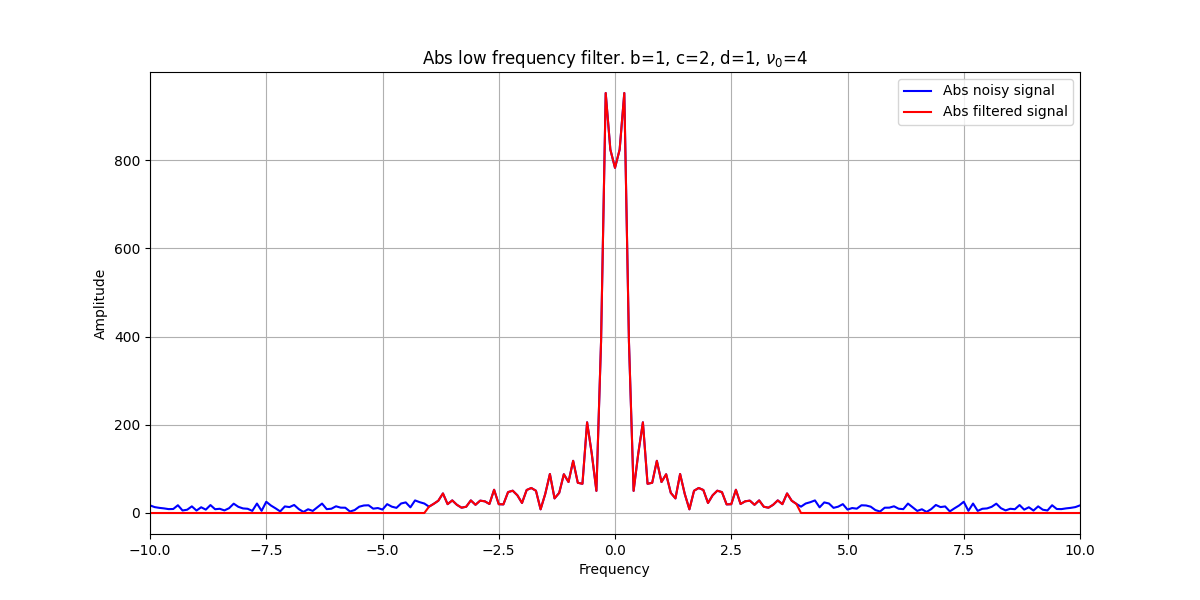 Abs low frequency filter. b=1, c=2, d=1, ν₀=4
Abs noisy signal
Abs filtered signal
Amplitude
800
600
400
200
0
−10.0 −7.5 −5.0 −2.5 0.0 2.5 5.0 7.5 10.0
Frequency